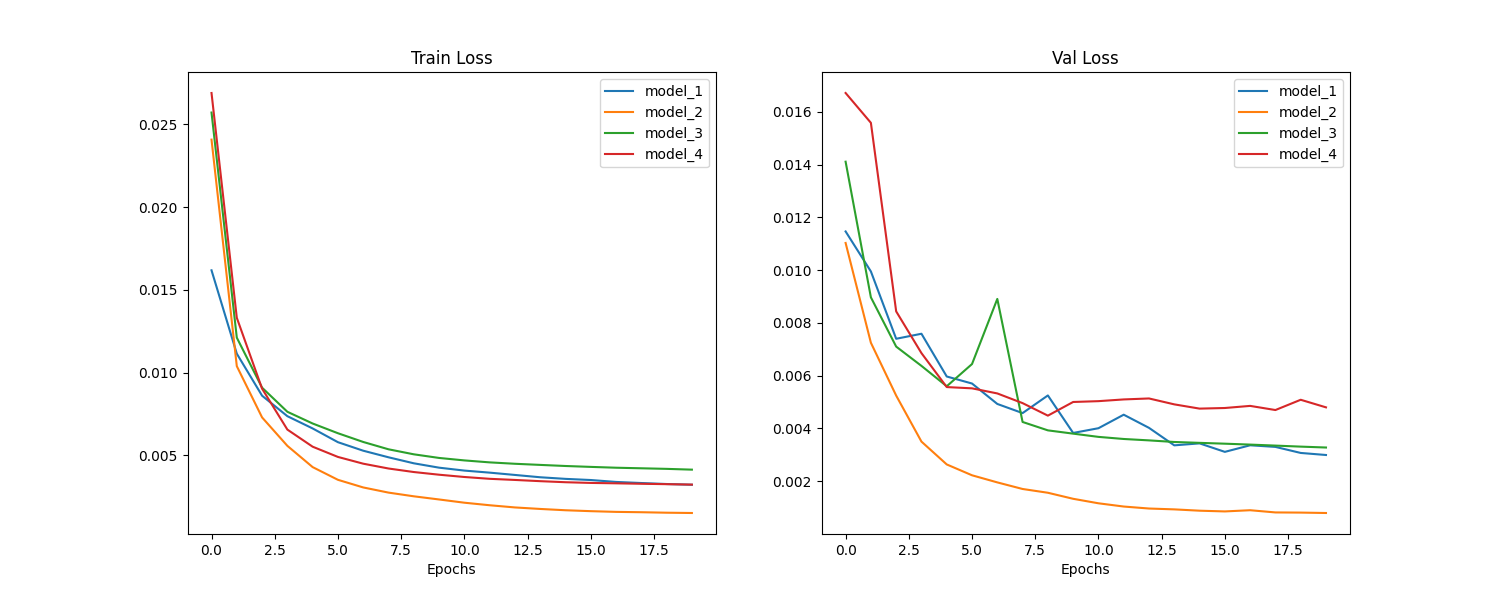 Train Loss
model_1
model_2
model_3
model_4
0.025
0.020
0.015
0.010
0.005
0.0 2.5 5.0 7.5 10.0 12.5 15.0 17.5
Epochs
Val Loss
model_1
model_2
model_3
model_4
0.016
0.014
0.012
0.010
0.008
0.006
0.004
0.002
0.0 2.5 5.0 7.5 10.0 12.5 15.0 17.5
Epochs